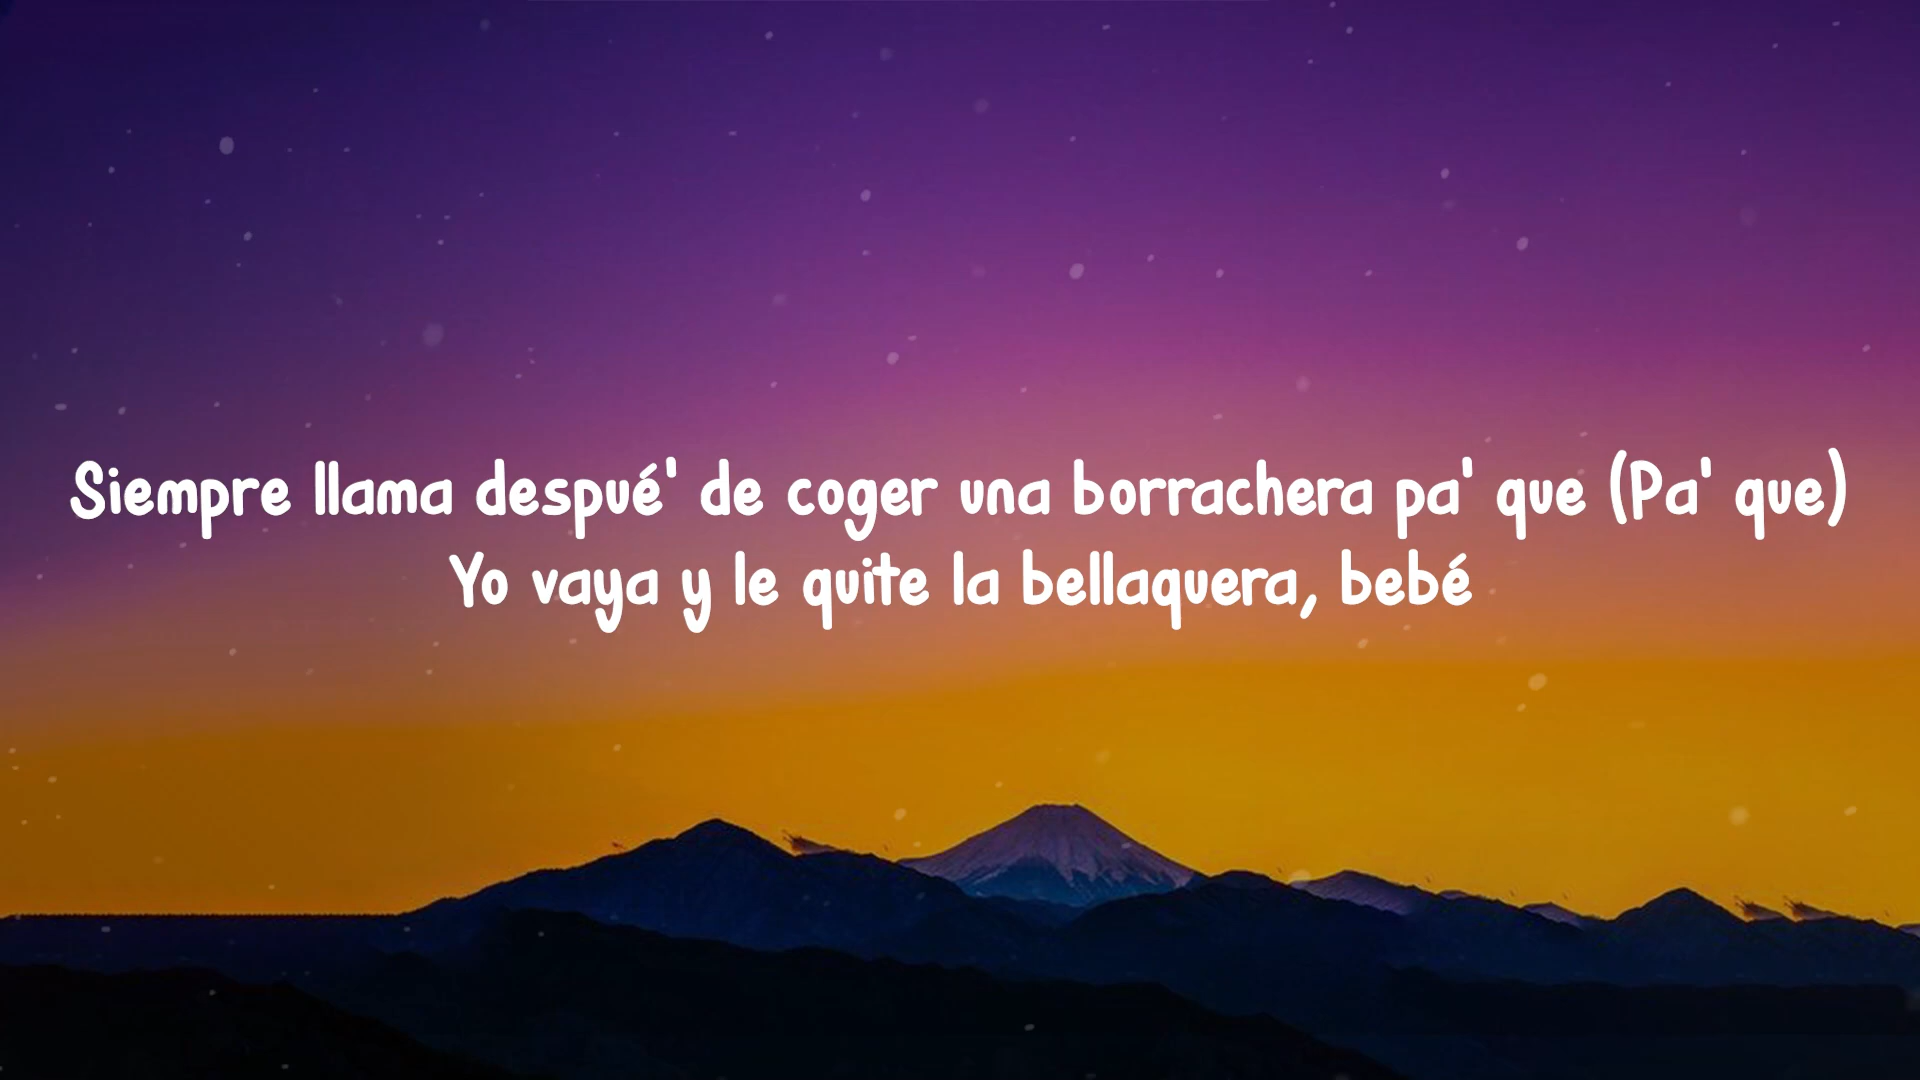 Siempre llama despué' de coger una borrachera pa' que (Pa' que)
Yo vaya y le quite la bellaquera, bebé